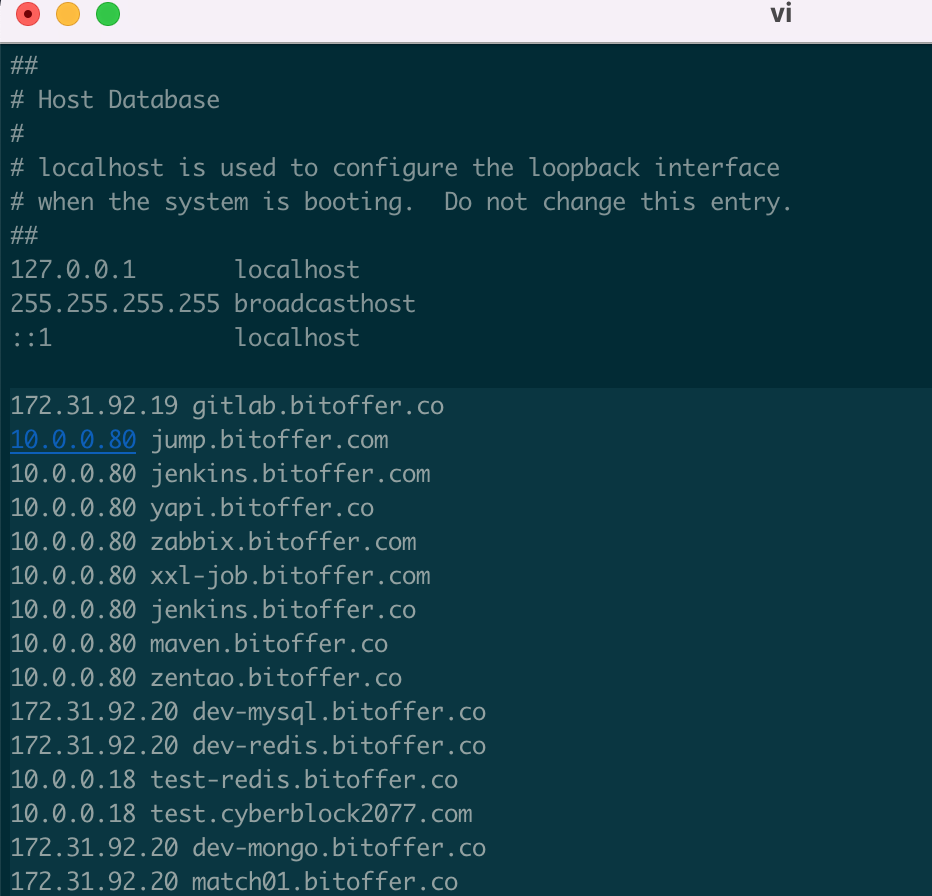 vi
##
# Host Database
#
# localhost is used to configure the loopback interface
# when the system is booting.  Do not change this entry.
##
127.0.0.1       localhost
255.255.255.255 broadcasthost
::1             localhost
172.31.92.19 gitlab.bitoffer.co
10.0.0.80 jump.bitoffer.com
10.0.0.80 jenkins.bitoffer.com
10.0.0.80 yapi.bitoffer.co
10.0.0.80 zabbix.bitoffer.com
10.0.0.80 xxl-job.bitoffer.com
10.0.0.80 jenkins.bitoffer.co
10.0.0.80 maven.bitoffer.co
10.0.0.80 zentao.bitoffer.co
172.31.92.20 dev-mysql.bitoffer.co
172.31.92.20 dev-redis.bitoffer.co
10.0.0.18 test-redis.bitoffer.co
10.0.0.18 test.cyberblock2077.com
172.31.92.20 dev-mongo.bitoffer.co
172.31.92.20 match01.bitoffer.co